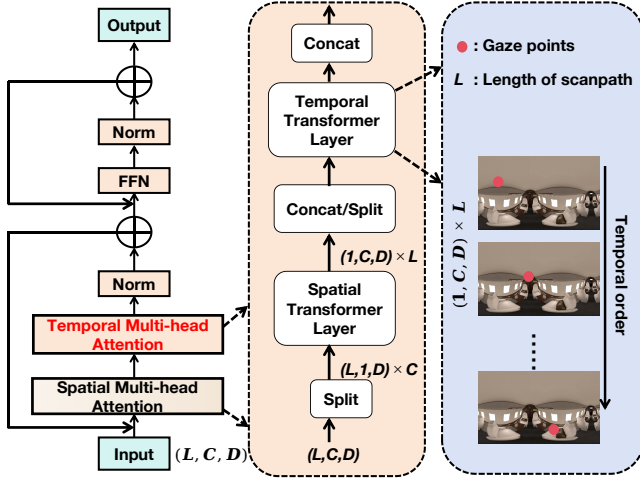 Output
Norm
FFN
Norm
Temporal Multi-head
Attention
Spatial Multi-head
Attention
Input
(L, C, D)
Concat
Temporal
Transformer
Layer
Concat/Split
(1,C,D) × L
Spatial
Transformer
Layer
(L,1,D) × C
Split
(L,C,D)
: Gaze points
L : Length of scanpath
(1, C, D) × L
Temporal order